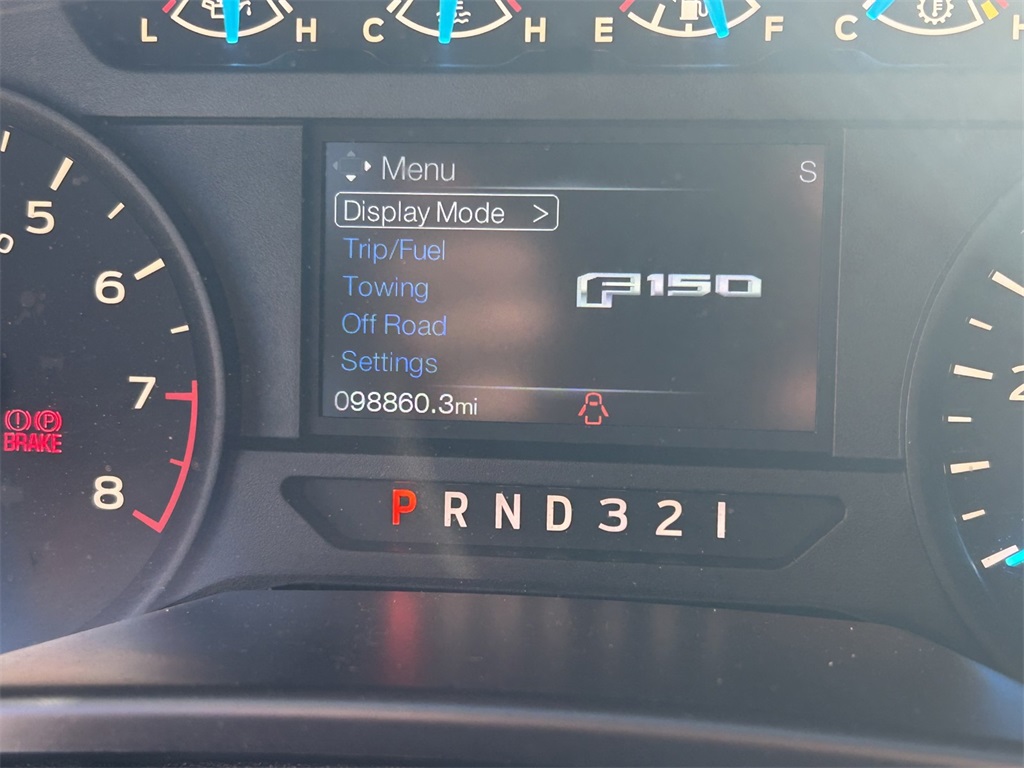 L H C H E F C H
Menu S
Display Mode >
Trip/Fuel
Towing
F150
Off Road
Settings
098860.3mi
5
6
7
8
(!) (P)
BRAKE
P R N D 3 2 1
2